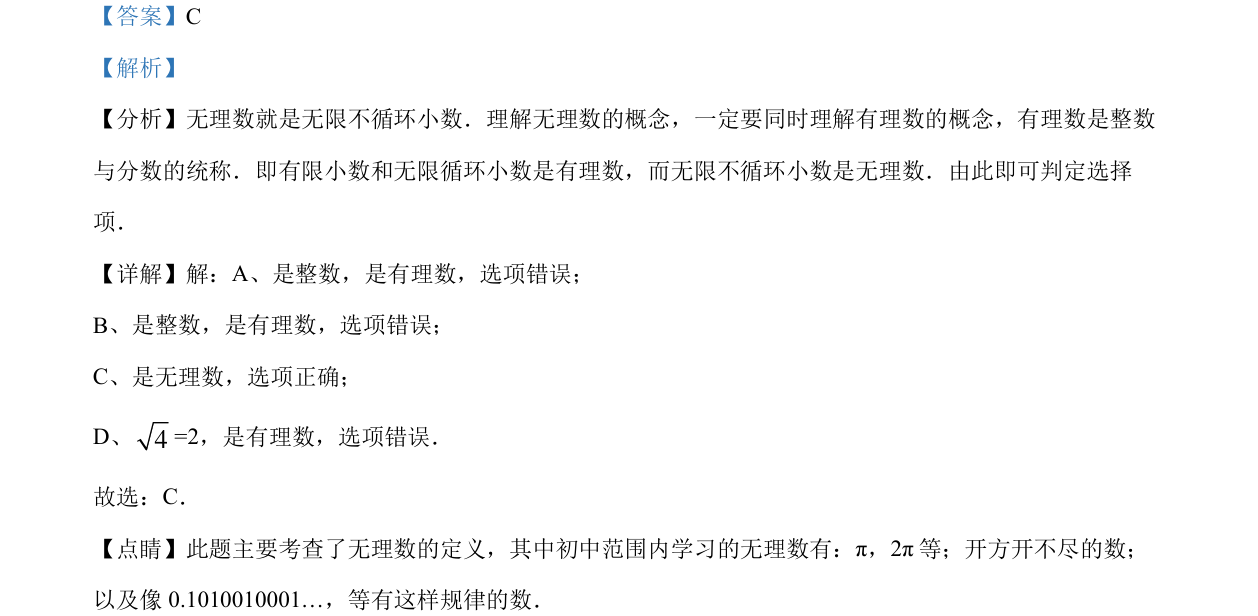 【答案】C
【解析】
【分析】无理数就是无限不循环小数．理解无理数的概念，一定要同时理解有理数的概念，有理数是整数
与分数的统称．即有限小数和无限循环小数是有理数，而无限不循环小数是无理数．由此即可判定选择
项．
【详解】解：A、是整数，是有理数，选项错误；
B、是整数，是有理数，选项错误；
C、是无理数，选项正确；
D、√4 =2，是有理数，选项错误．
故选：C．
【点睛】此题主要考查了无理数的定义，其中初中范围内学习的无理数有：π，2π 等；开方开不尽的数；
以及像 0.1010010001…，等有这样规律的数．